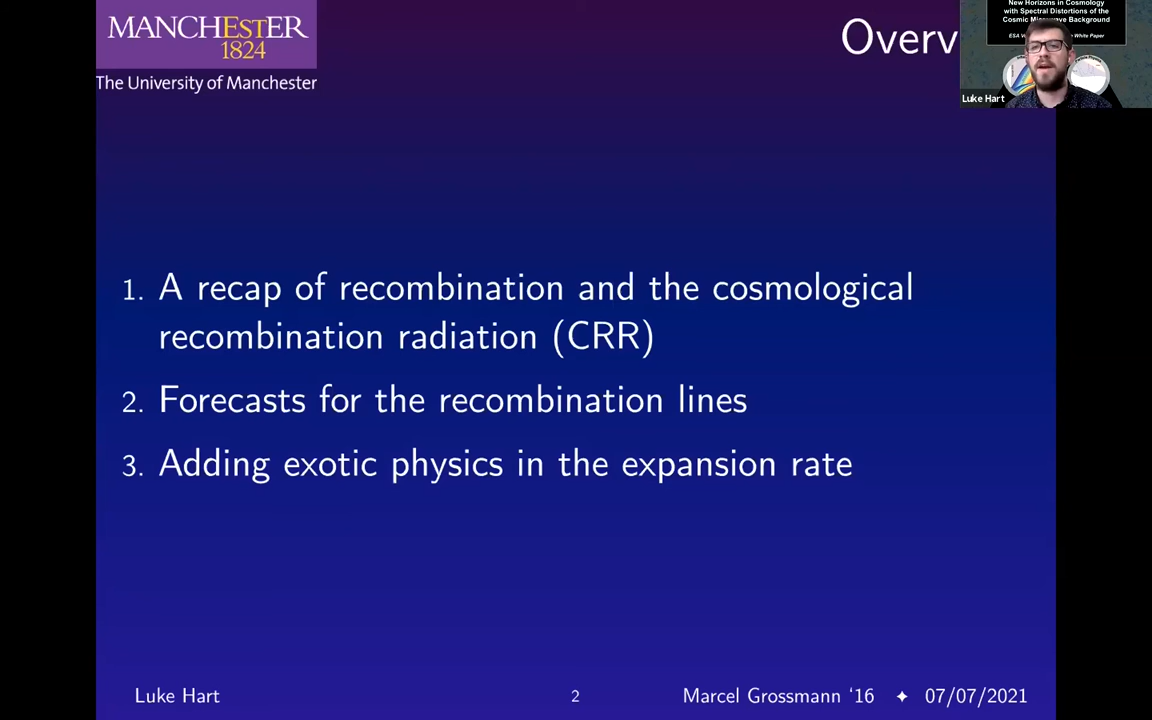 MANCHESTER
1824
The University of Manchester
Overv
New Horizons in Cosmology
with Spectral Distortions of the
Cosmic Microwave Background
ESA
White Paper
Luke Hart
1. A recap of recombination and the cosmological
recombination radiation (CRR)
2. Forecasts for the recombination lines
3. Adding exotic physics in the expansion rate
Luke Hart
2
Marcel Grossmann ‘16 ✦ 07/07/2021